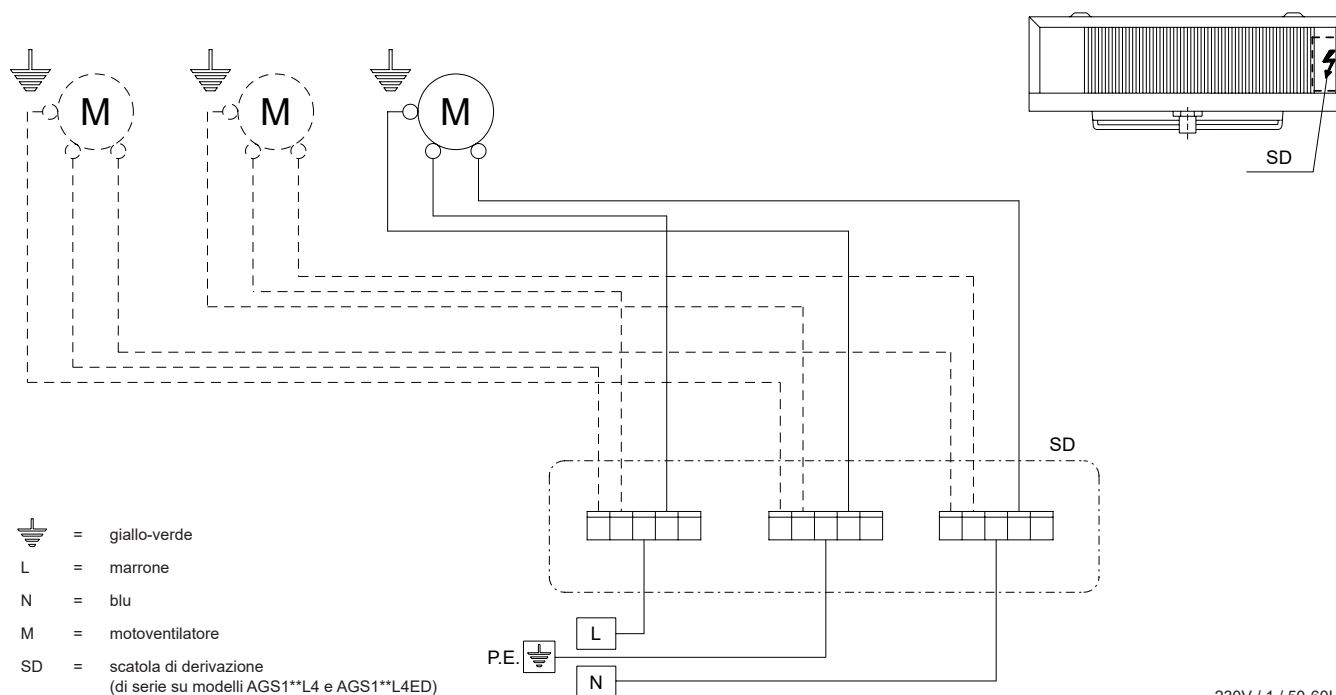 M M M
SD
SD
= giallo-verde
L = marrone
N = blu
M = motoventilatore
SD = scatola di derivazione
(di serie su modelli AGS1**L4 e AGS1**L4ED)
L
P.E.
N